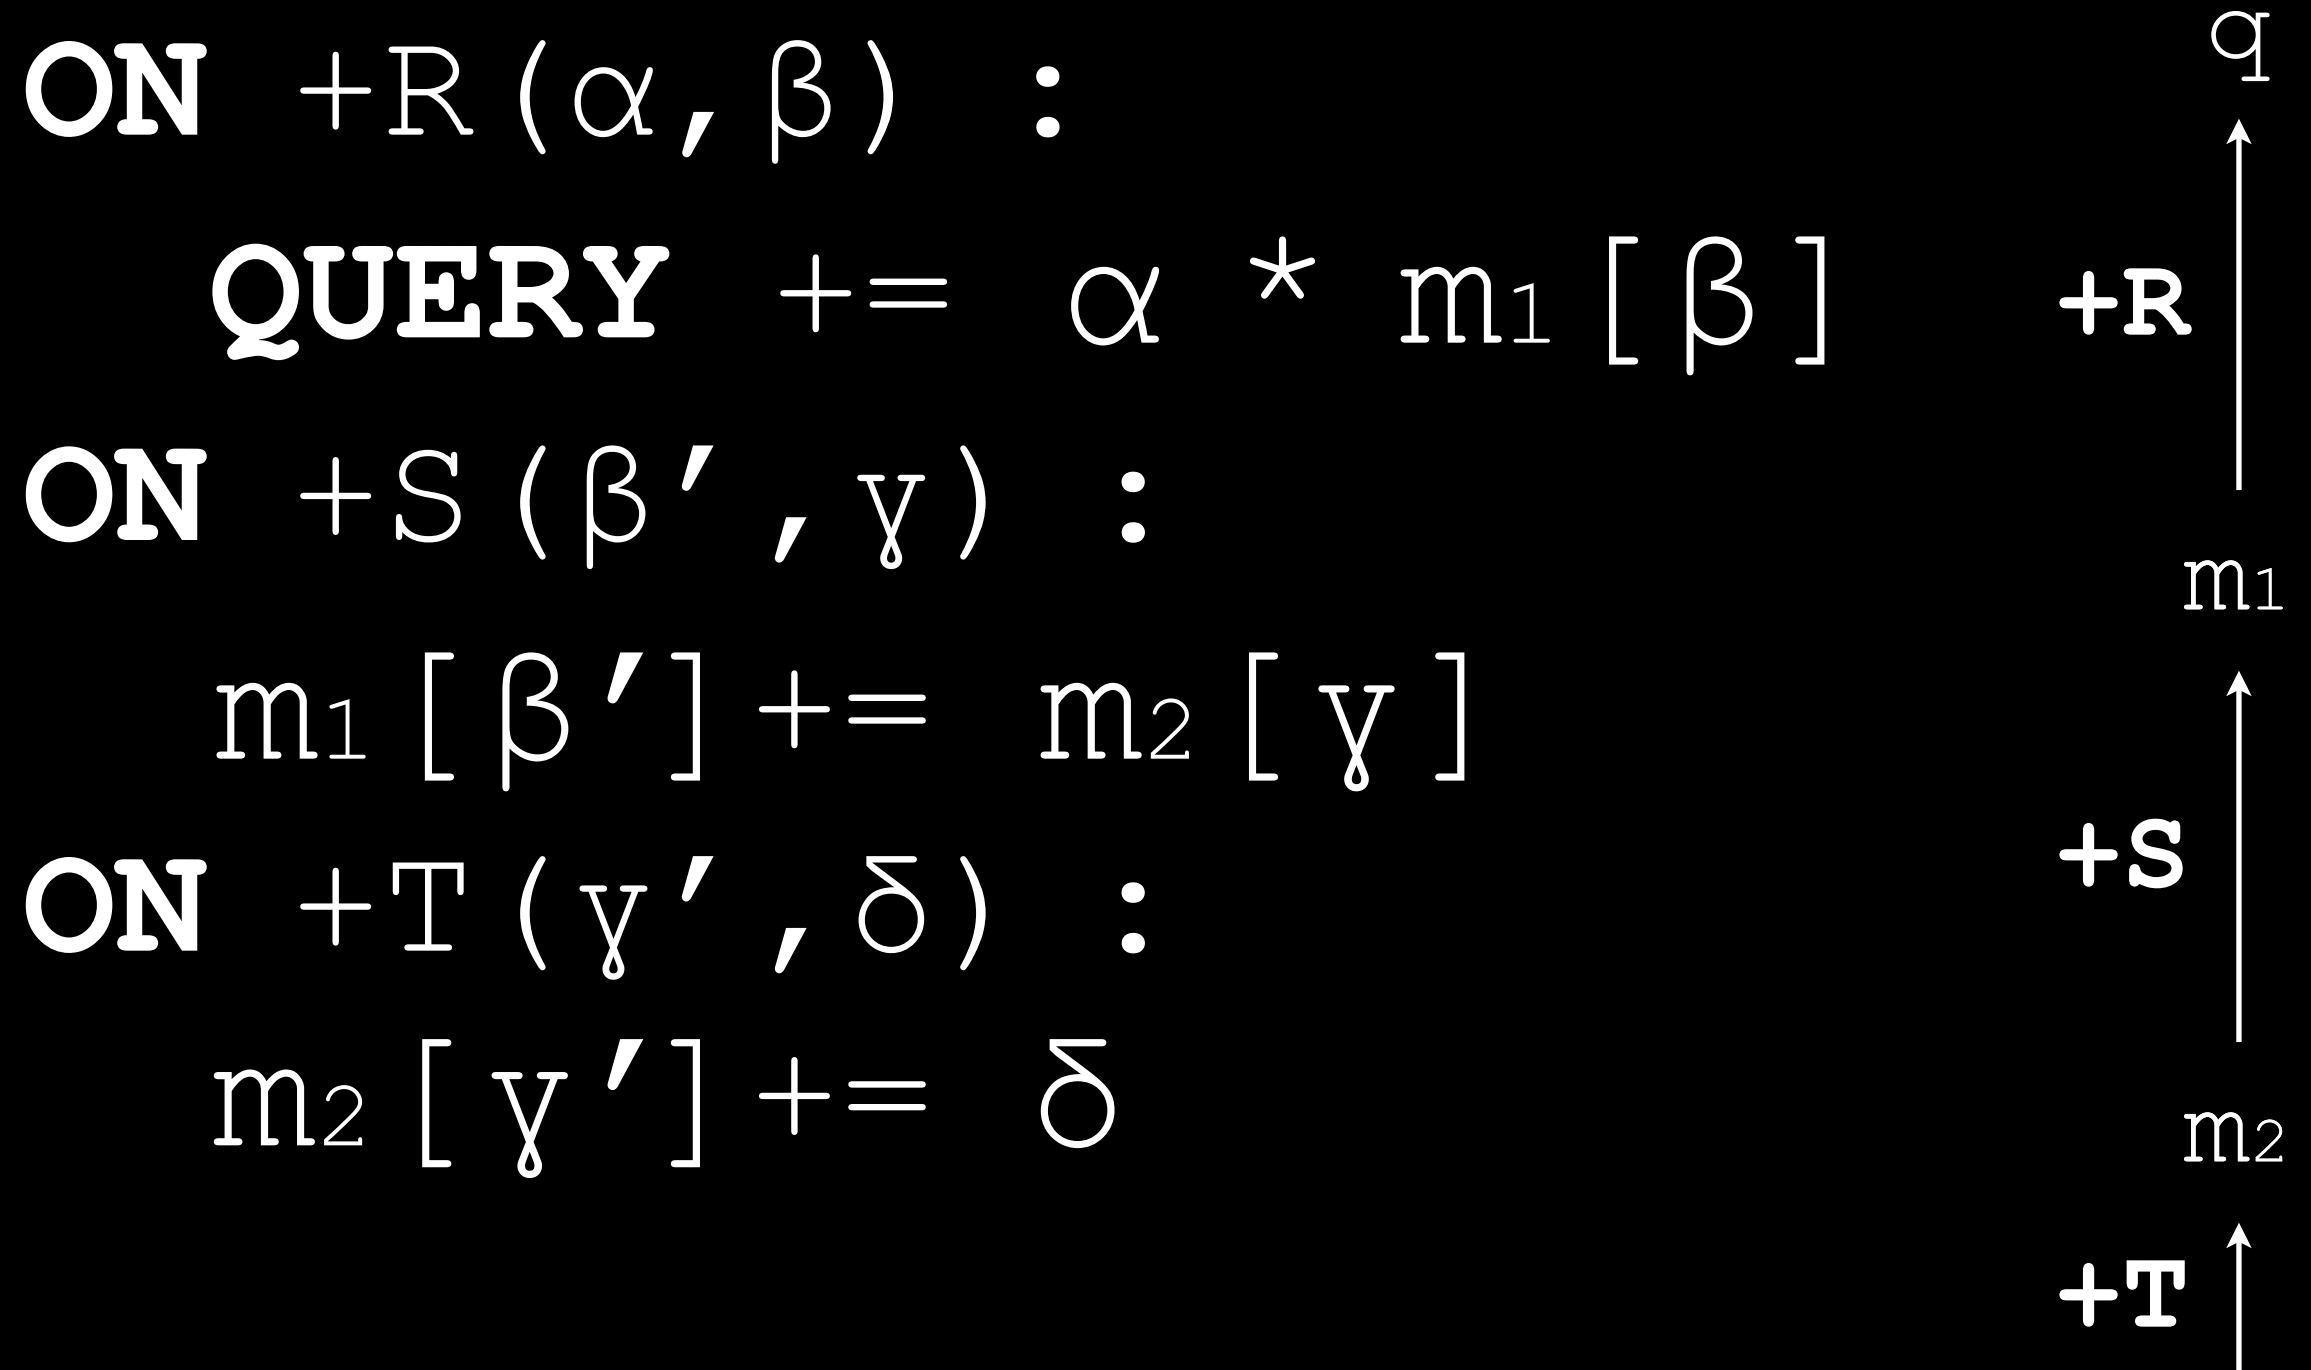 ON +R(α,β) :
QUERY += α * m1[β]
ON +S(β′,γ) :
m1[β′]+= m2[γ]
ON +T(γ′,δ) :
m2[γ′]+= δ
q
+R
m1
+S
m2
+T